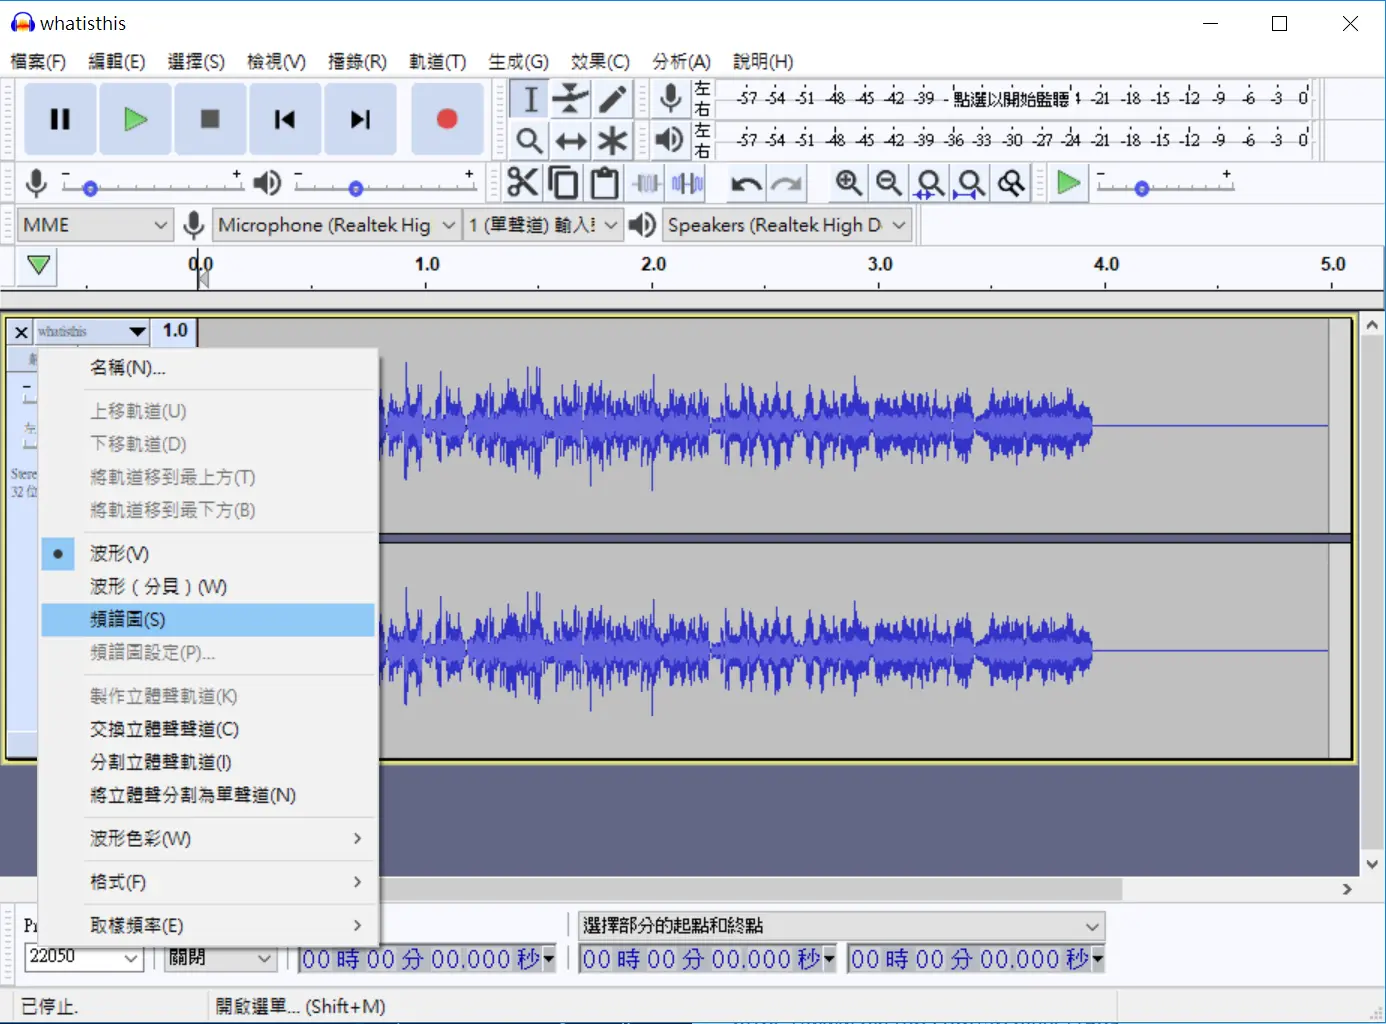 whatisthis
檔案(F) 編輯(E) 選擇(S) 檢視(V) 播錄(R) 軌道(T) 生成(G) 效果(C) 分析(A) 說明(H)
左
右
-57 -54 -51 -48 -45 -42 -39 - 點選以開始監聽 1 -21 -18 -15 -12 -9 -6 -3 0
左
右
-57 -54 -51 -48 -45 -42 -39 -36 -33 -30 -27 -24 -21 -18 -15 -12 -9 -6 -3 0
- + - + - +
MME Microphone (Realtek Hig 1 (單聲道) 輸入 Speakers (Realtek High D
0.0 1.0 2.0 3.0 4.0 5.0
whatisthis 1.0
左
Stere
32 位
名稱(N)...
上移軌道(U)
下移軌道(D)
將軌道移到最上方(T)
將軌道移到最下方(B)
波形(V)
波形 ( 分貝 ) (W)
頻譜圖(S)
頻譜圖設定(P)...
製作立體聲軌道(K)
交換立體聲聲道(C)
分割立體聲軌道(I)
將立體聲分割為單聲道(N)
波形色彩(W)
格式(F)
取樣頻率(E)
選擇部分的起點和終點
22050 關閉 00 時 00 分 00.000 秒 00 時 00 分 00.000 秒 00 時 00 分 00.000 秒
已停止. 開啟選單... (Shift+M)